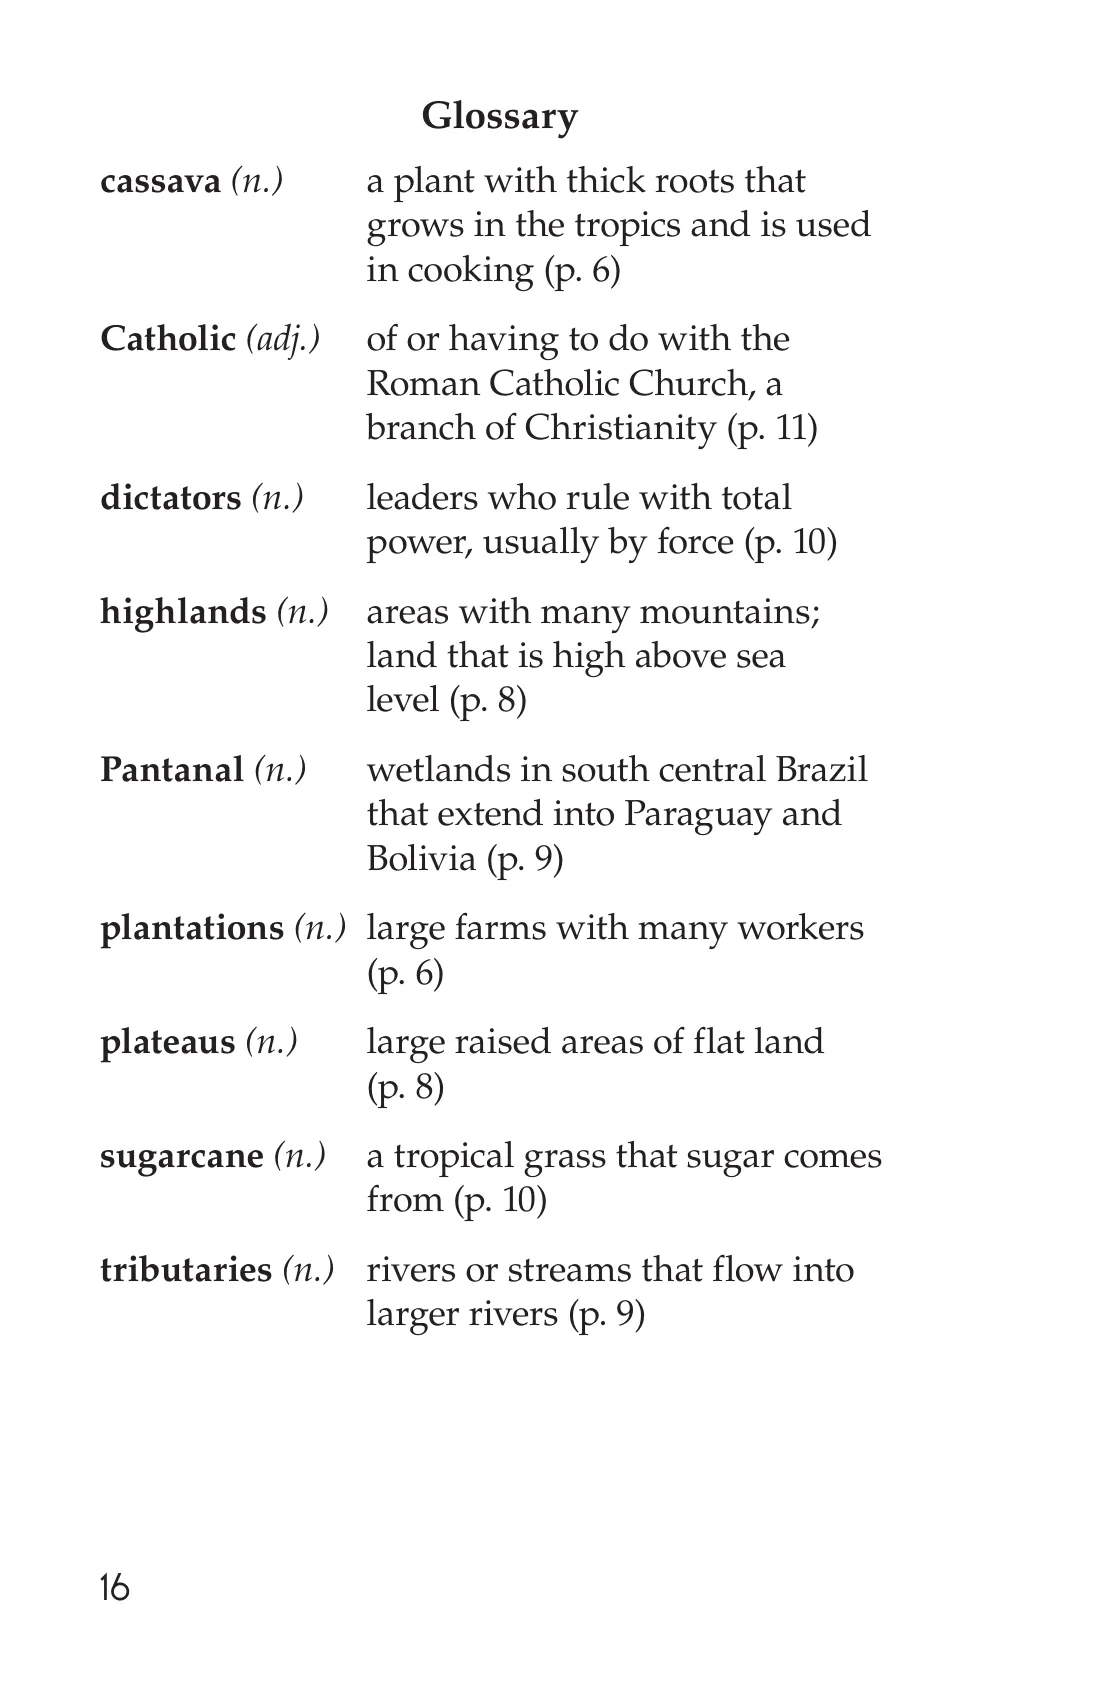 Glossary
cassava (n.) a plant with thick roots that
grows in the tropics and is used
in cooking (p. 6)
Catholic (adj.) of or having to do with the
Roman Catholic Church, a
branch of Christianity (p. 11)
dictators (n.) leaders who rule with total
power, usually by force (p. 10)
highlands (n.) areas with many mountains;
land that is high above sea
level (p. 8)
Pantanal (n.) wetlands in south central Brazil
that extend into Paraguay and
Bolivia (p. 9)
plantations (n.) large farms with many workers
(p. 6)
plateaus (n.) large raised areas of flat land
(p. 8)
sugarcane (n.) a tropical grass that sugar comes
from (p. 10)
tributaries (n.) rivers or streams that flow into
larger rivers (p. 9)
16